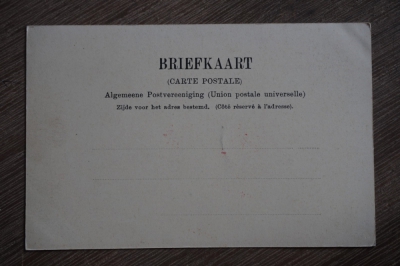 BRIEFKAART
(CARTE POSTALE)
Algemeene Postvereeniging (Union postale universelle)
Zijde voor het adres bestemd. (Côté réservé à l'adresse).